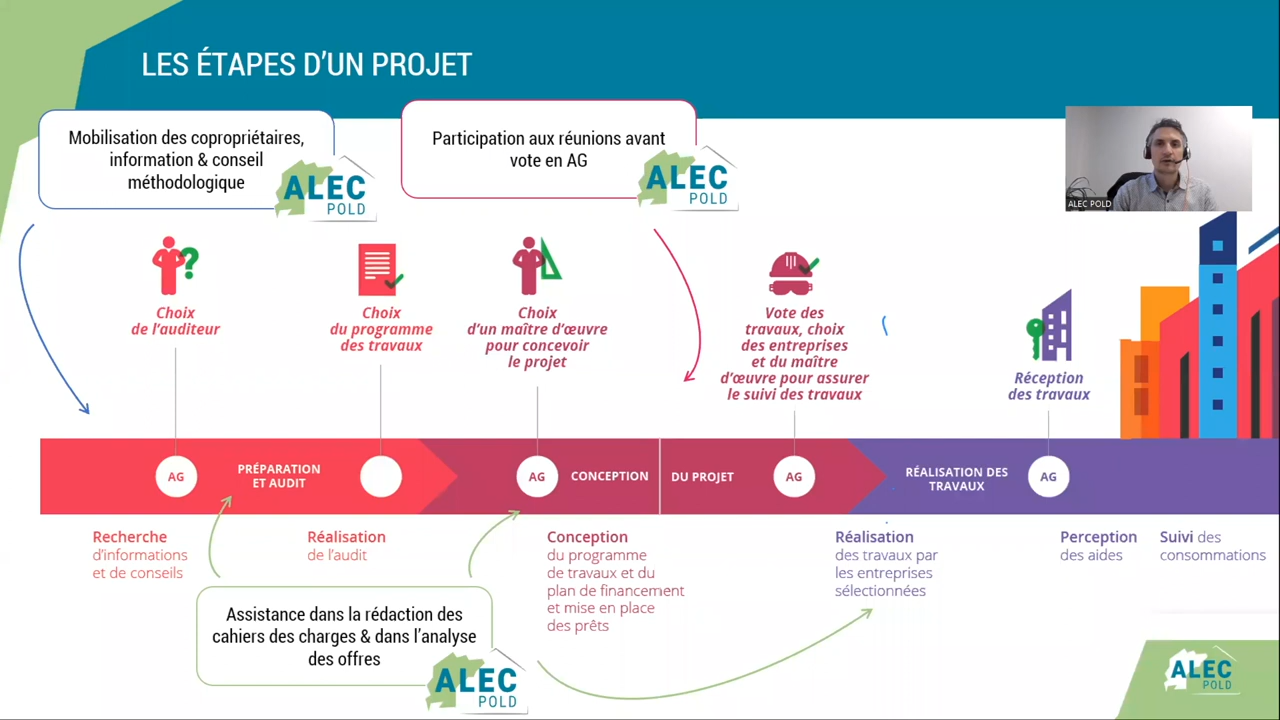 LES ÉTAPES D'UN PROJET
Mobilisation des copropriétaires,
information & conseil
méthodologique
ALEC
POLD
Participation aux réunions avant
vote en AG
ALEC
POLD
ALEC POLD
?
Choix
de l'auditeur
Choix
du programme
des travaux
Choix
d'un maître d'œuvre
pour concevoir
le projet
Vote des
travaux, choix
des entreprises
et du maître
d'œuvre pour assurer
le suivi des travaux
Réception
des travaux
AG
PRÉPARATION
ET AUDIT
AG
CONCEPTION
DU PROJET
AG
RÉALISATION DES
TRAVAUX
AG
Recherche
d'informations
et de conseils
Réalisation
de l'audit
Conception
du programme
de travaux et du
plan de financement
et mise en place
des prêts
Réalisation
des travaux par
les entreprises
sélectionnées
Perception
des aides
Suivi des
consommations
Assistance dans la rédaction des
cahiers des charges & dans l'analyse
des offres
ALEC
POLD
ALEC
POLD